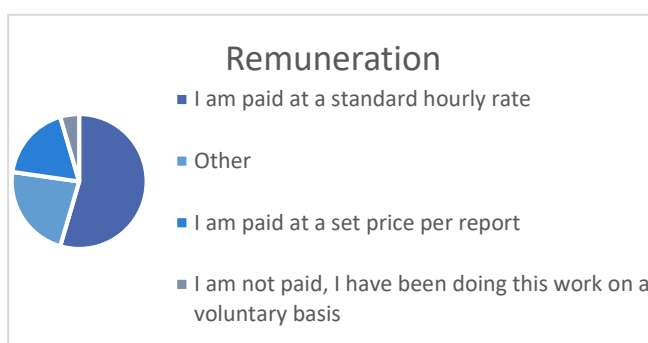 Remuneration
I am paid at a standard hourly rate
Other
I am paid at a set price per report
I am not paid, I have been doing this work on a
voluntary basis